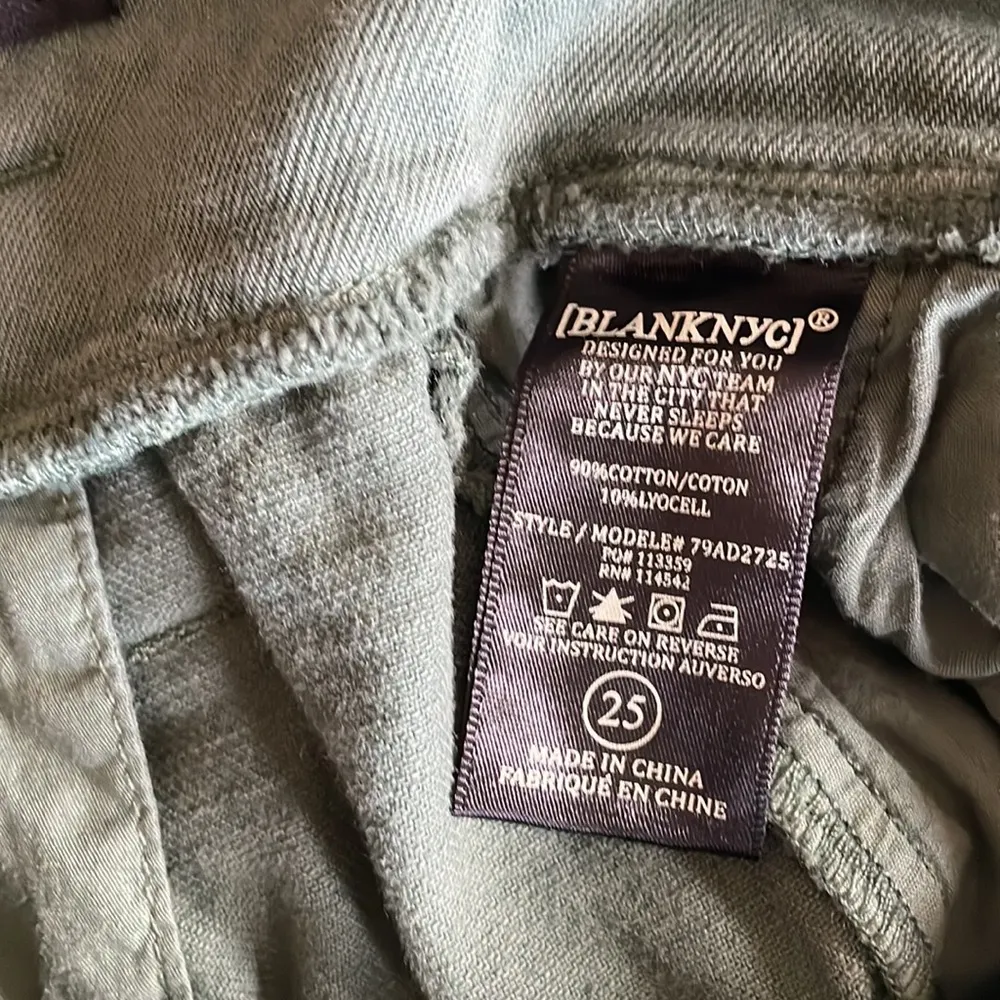 [BLANKNYC]®
DESIGNED FOR YOU
BY OUR NYC TEAM
IN THE CITY THAT
NEVER SLEEPS
BECAUSE WE CARE
90%COTTON/COTON
10%LYOCELL
STYLE / MODELE# 79AD2725
PO# 113359
RN# 114542
SEE CARE ON REVERSE
VOIR INSTRUCTION AUVERSO
25
MADE IN CHINA
FABRIQUÉ EN CHINE